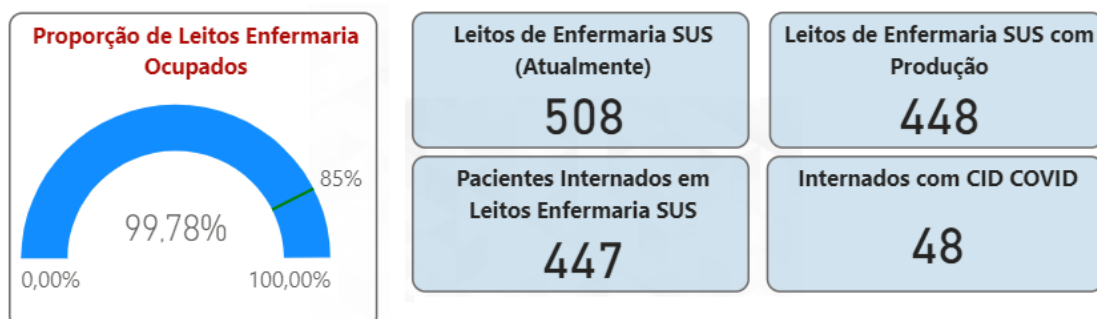 Proporção de Leitos Enfermaria
Ocupados
85%
99,78%
0,00%
100,00%
Leitos de Enfermaria SUS
(Atualmente)
508
Leitos de Enfermaria SUS com
Produção
448
Pacientes Internados em
Leitos Enfermaria SUS
447
Internados com CID COVID
48